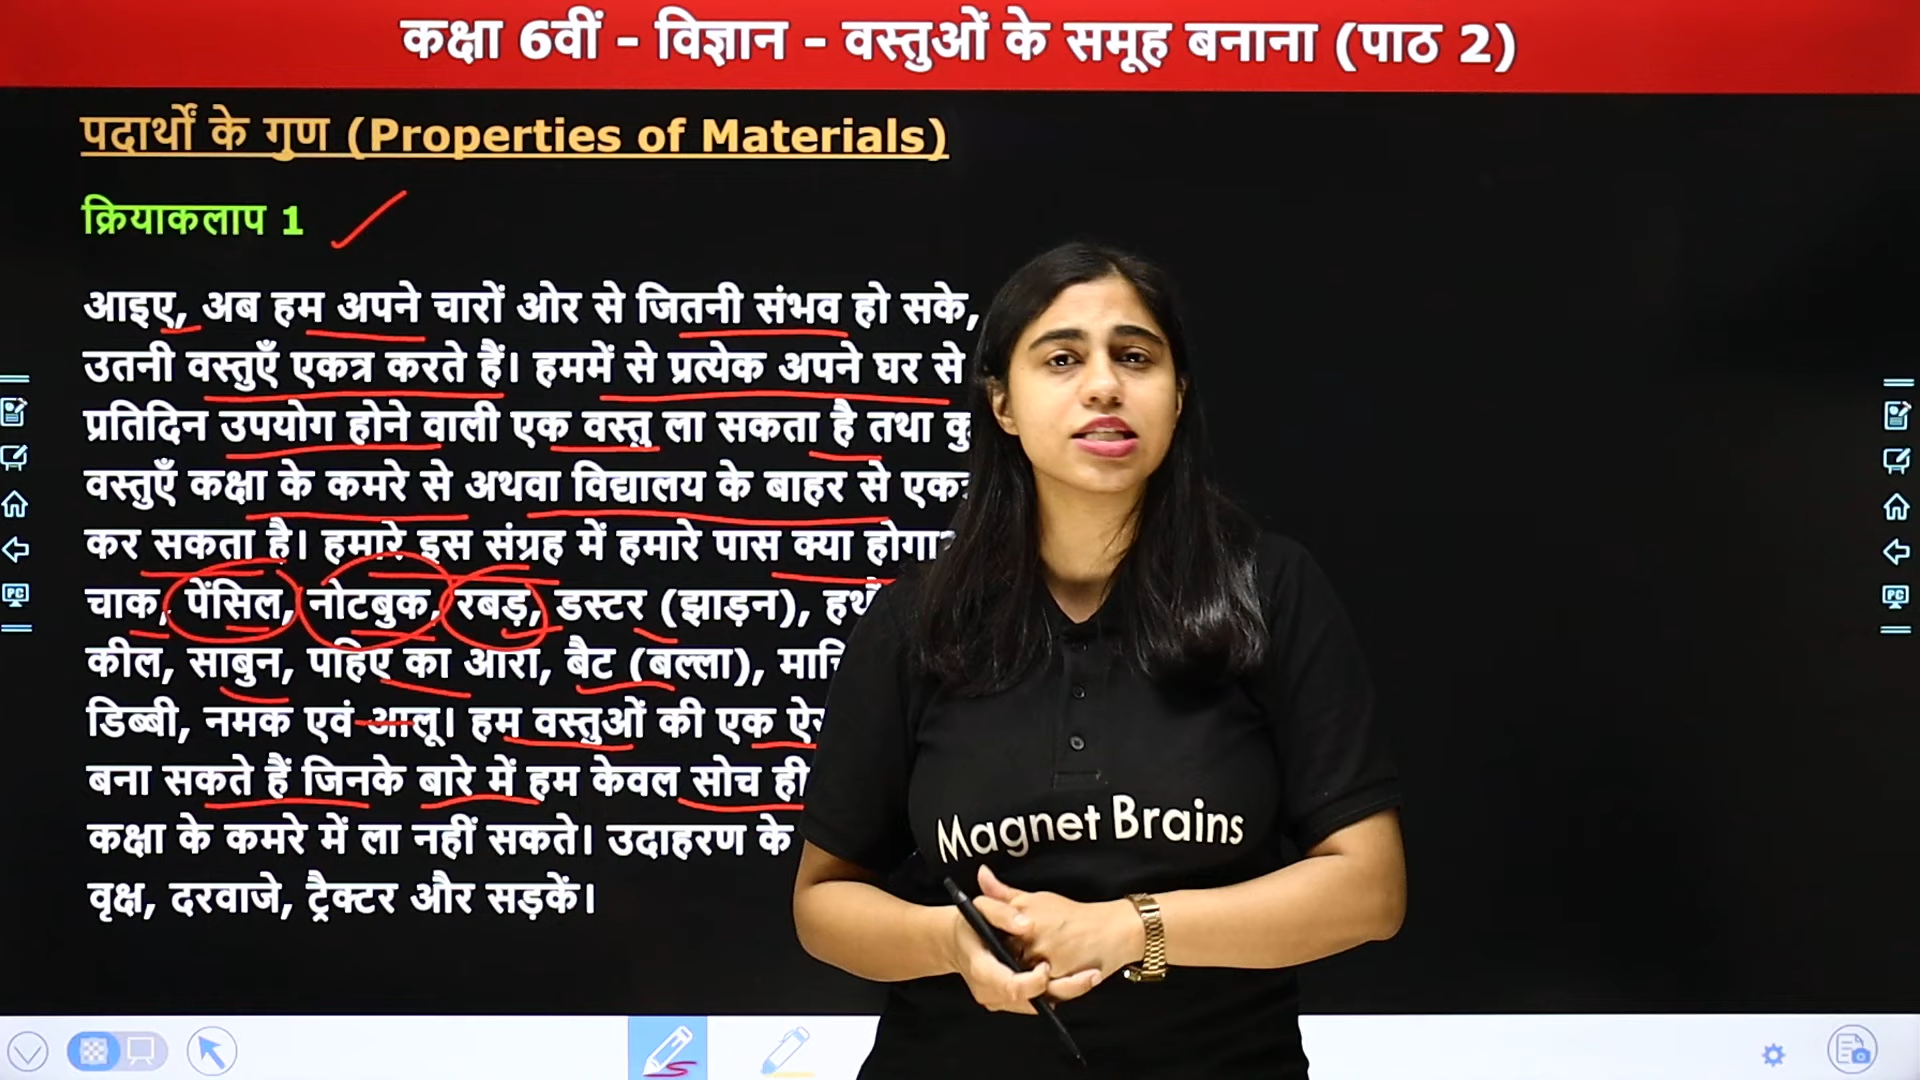 कक्षा 6वीं - विज्ञान - वस्तुओं के समूह बनाना (पाठ 2)
पदार्थों के गुण (Properties of Materials)
क्रियाकलाप 1
आइए, अब हम अपने चारों ओर से जितनी संभव हो सके,
उतनी वस्तुएँ एकत्र करते हैं। हममें से प्रत्येक अपने घर से
प्रतिदिन उपयोग होने वाली एक वस्तु ला सकता है तथा
वस्तुएँ कक्षा के कमरे से अथवा विद्यालय के बाहर से
कर सकता है। हमारे इस संग्रह में हमारे पास क्या होगा?
चाक, पेंसिल, नोटबुक, रबड़, डस्टर (झाड़न),
कील, साबुन, पहिए का आरा, बैट (बल्ला),
डिब्बी, नमक एवं आलू। हम वस्तुओं की एक
बना सकते हैं जिनके बारे में हम केवल सोच ही
कक्षा के कमरे में ला नहीं सकते। उदाहरण के
वृक्ष, दरवाजे, ट्रैक्टर और सड़कें।
Magnet Brains
PC
PC